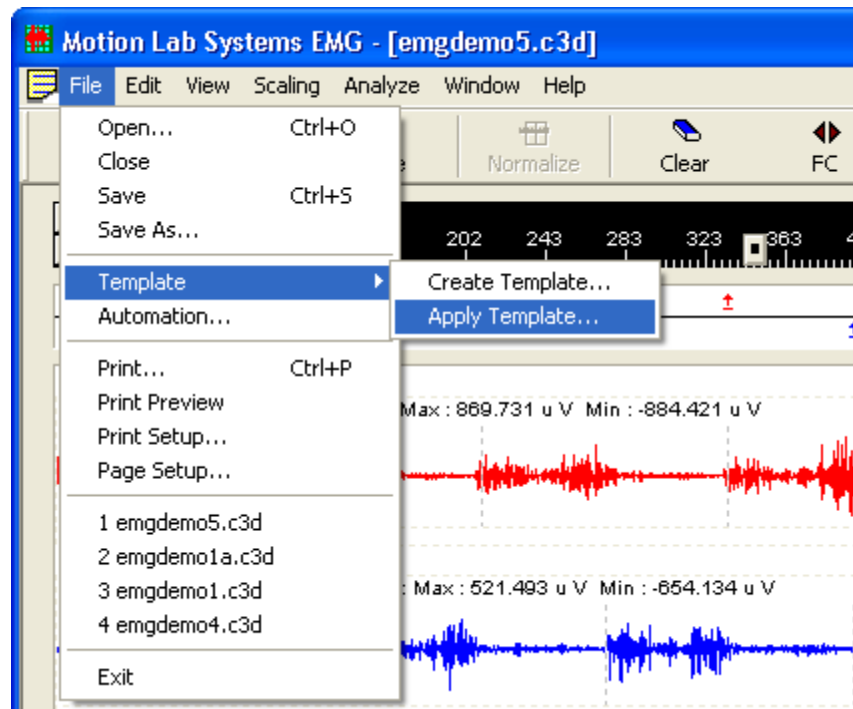 Motion Lab Systems EMG - [emgdemo5.c3d]
File Edit View Scaling Analyze Window Help
Open... Ctrl+O
Close
Save Ctrl+S
Save As...
Template
Automation...
Print... Ctrl+P
Print Preview
Print Setup...
Page Setup...
1 emgdemo5.c3d
2 emgdemo1a.c3d
3 emgdemo1.c3d
4 emgdemo4.c3d
Exit
Create Template...
Apply Template...
Normalize Clear FC
202 243 283 323 363
Max : 869.731 u V Min : -884.421 u V
: Max : 521.493 u V Min : -654.134 u V